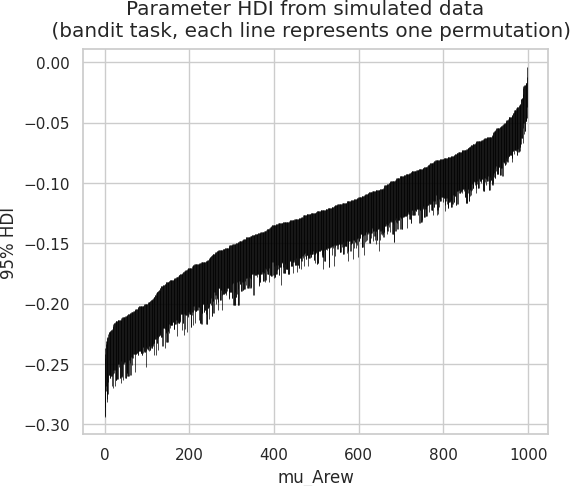 Parameter HDI from simulated data
(bandit task, each line represents one permutation)
0.00
−0.05
−0.10
−0.15
−0.20
−0.25
−0.30
95% HDI
0 200 400 600 800 1000
mu_Arew